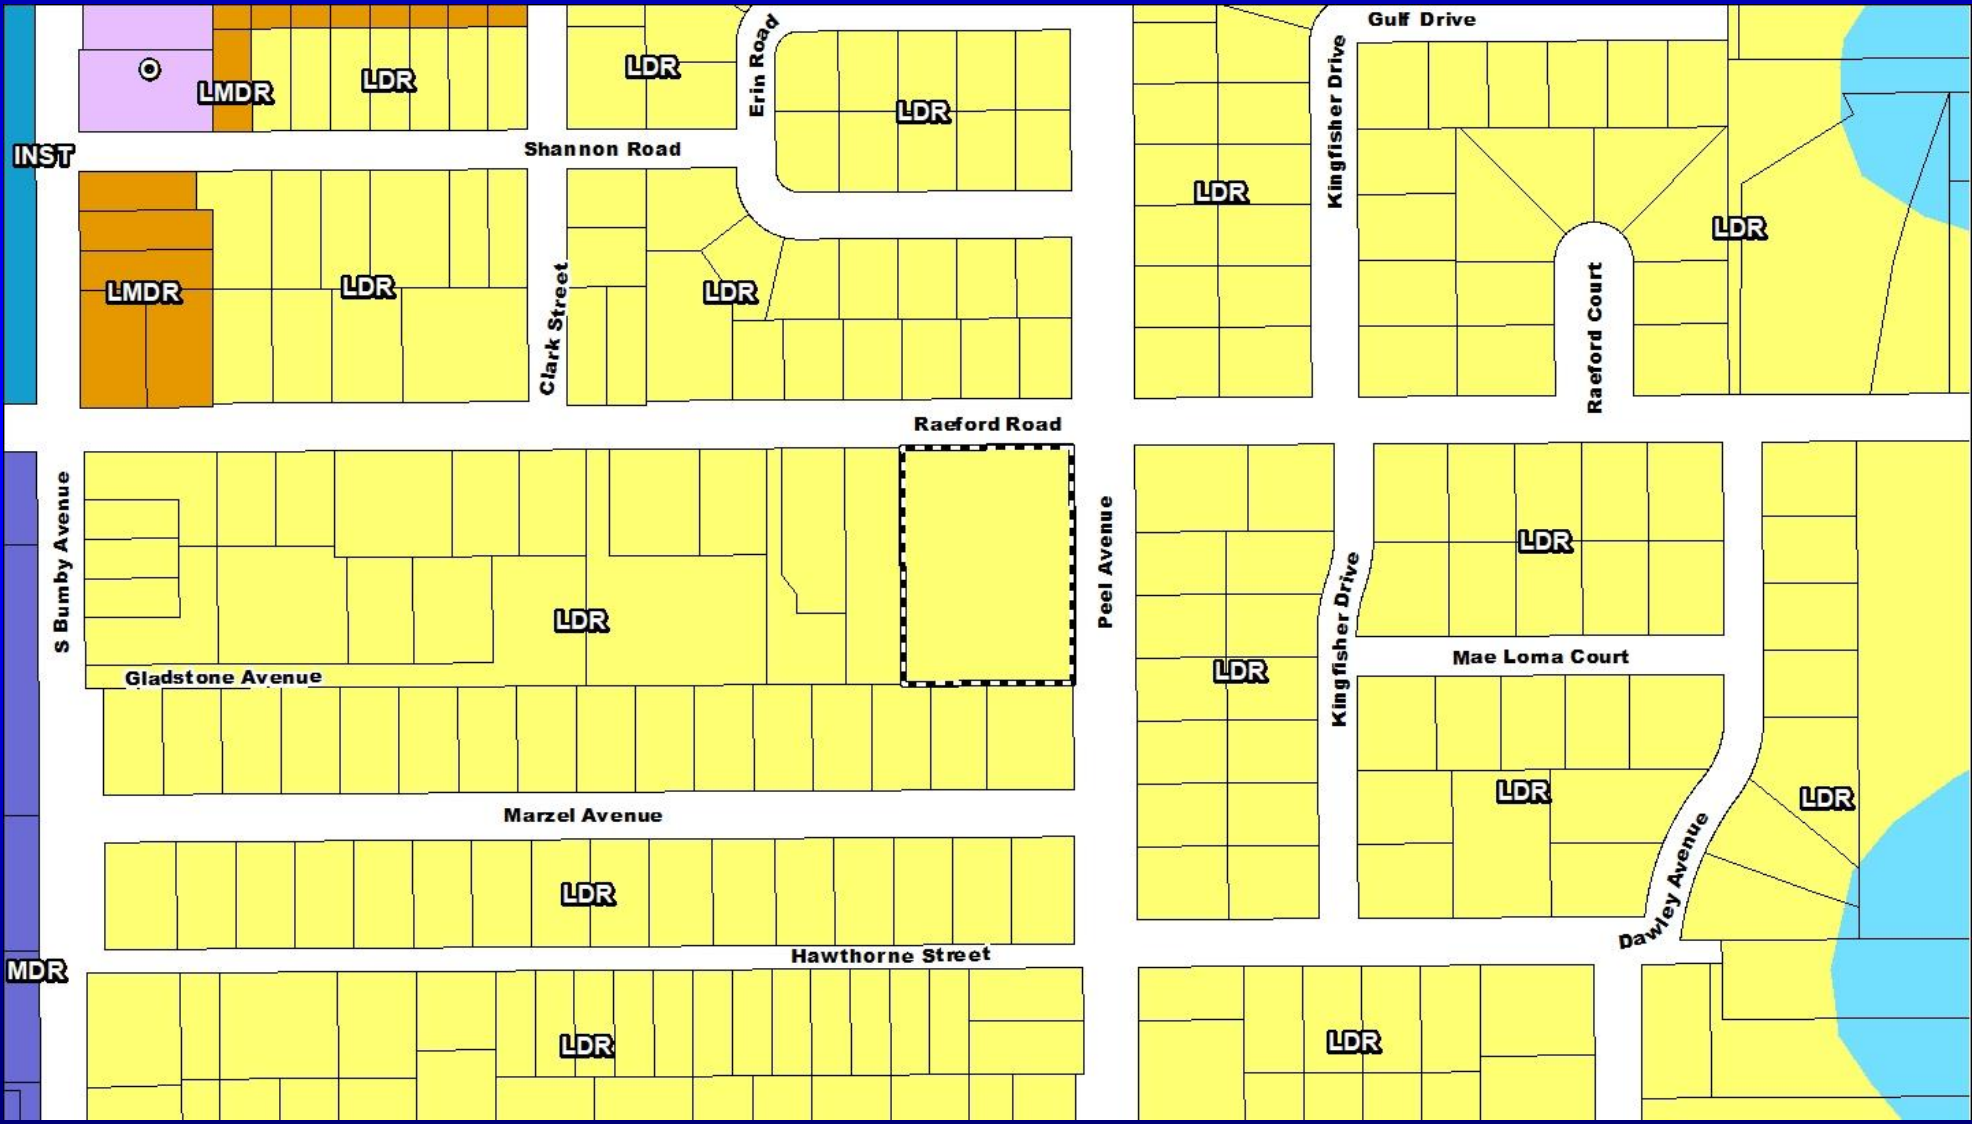 Gulf Drive
Erin Road
Kingfisher Drive
LDR
LDR
LMDR
LDR
Shannon Road
INST
LDR
LDR
LMDR
LDR
LDR
Clark Street
Raeford Court
Raeford Road
S Bumby Avenue
Peel Avenue
LDR
Kingfisher Drive
LDR
Mae Loma Court
LDR
Gladstone Avenue
LDR
LDR
Marzel Avenue
Dawley Avenue
LDR
Hawthorne Street
MDR
LDR
LDR